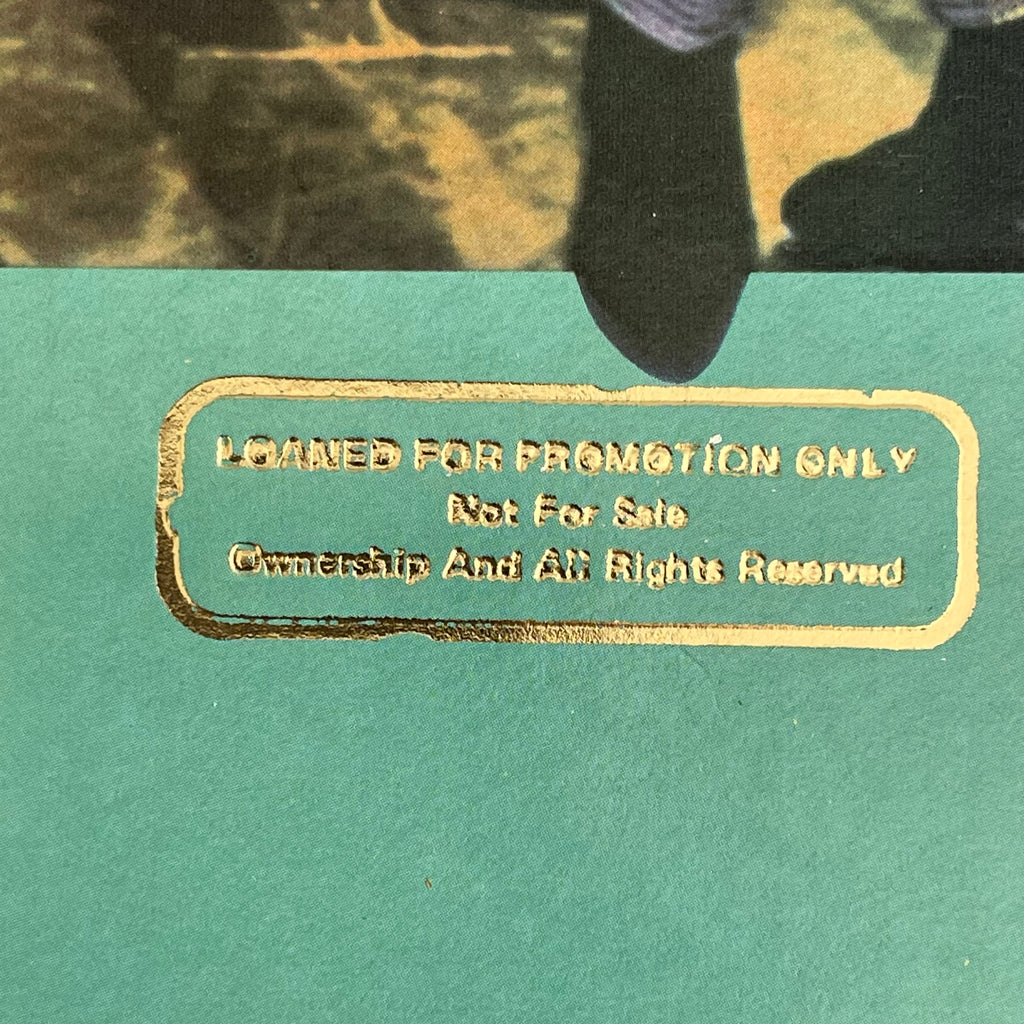 LOANED FOR PROMOTION ONLY
Not For Sale
Ownership And All Rights Reserved